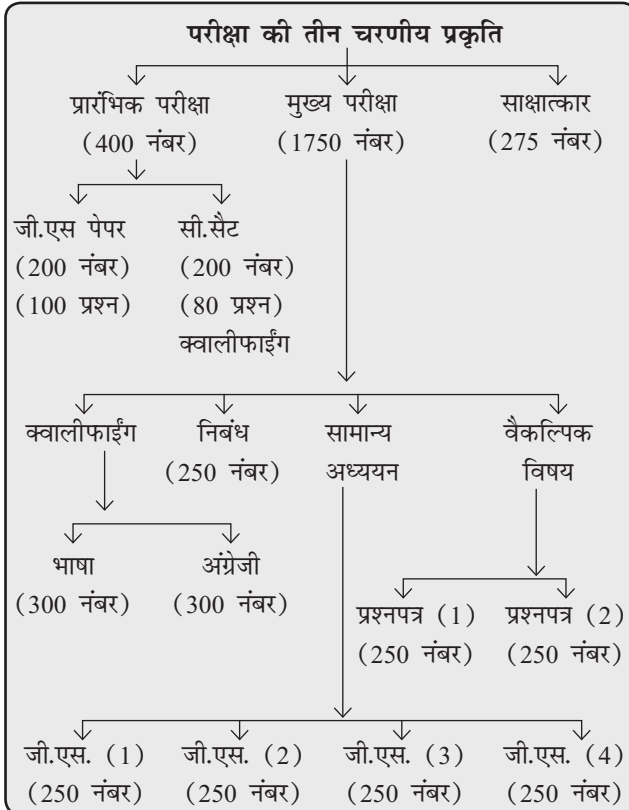 परीक्षा की तीन चरणीय प्रकृति
प्रारंभिक परीक्षा मुख्य परीक्षा साक्षात्कार
(400 नंबर) (1750 नंबर) (275 नंबर)
जी.एस पेपर सी.सैट
(200 नंबर) (200 नंबर)
(100 प्रश्न) (80 प्रश्न)
क्वालीफाईंग
क्वालीफाईंग निबंध सामान्य वैकल्पिक
(250 नंबर) अध्ययन विषय
भाषा अंग्रेजी
(300 नंबर) (300 नंबर)
प्रश्नपत्र (1) प्रश्नपत्र (2)
(250 नंबर) (250 नंबर)
जी.एस. (1) जी.एस. (2) जी.एस. (3) जी.एस. (4)
(250 नंबर) (250 नंबर) (250 नंबर) (250 नंबर)